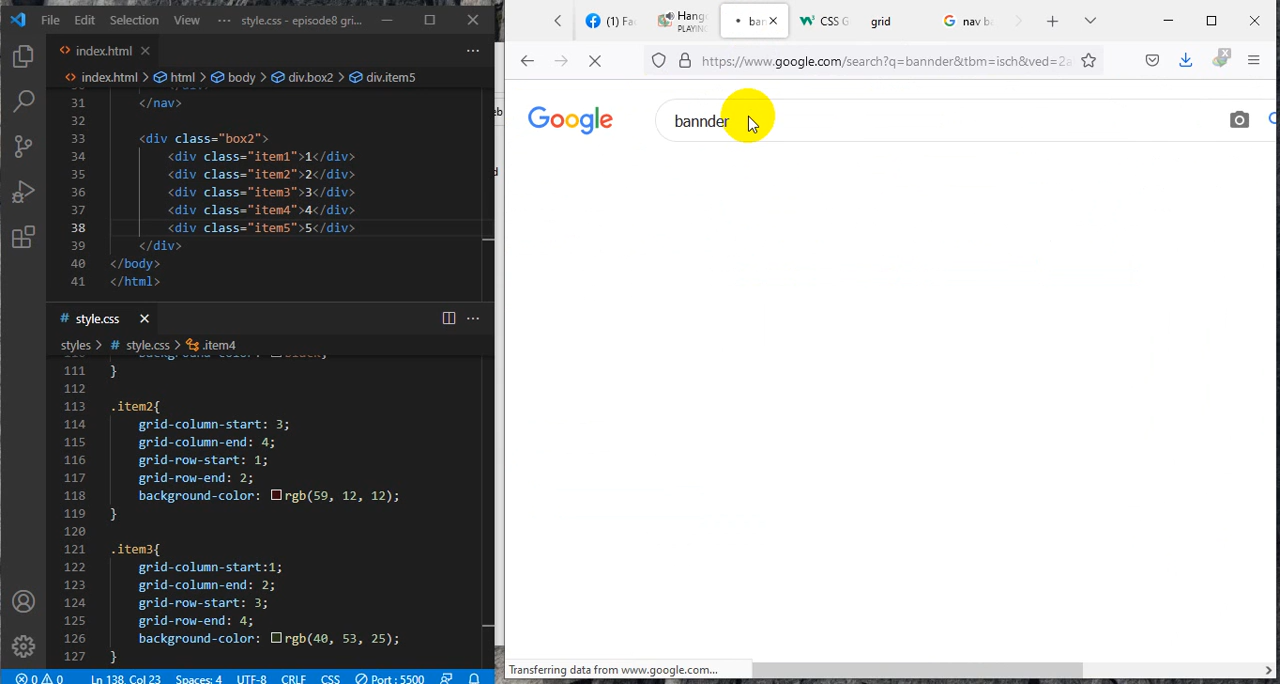 File Edit Selection View ··· style.css - episode8 gri...
index.html
index.html > html > body > div.box2 > div.item5
31 </nav>
32
33 <div class="box2">
34 <div class="item1">1</div>
35 <div class="item2">2</div>
36 <div class="item3">3</div>
37 <div class="item4">4</div>
38 <div class="item5">5</div>
39 </div>
40 </body>
41 </html>
# style.css
styles > # style.css > .item4
111 }
112
113 .item2{
114 grid-column-start: 3;
115 grid-column-end: 4;
116 grid-row-start: 1;
117 grid-row-end: 2;
118 background-color: rgb(59, 12, 12);
119 }
120
121 .item3{
122 grid-column-start:1;
123 grid-column-end: 2;
124 grid-row-start: 3;
125 grid-row-end: 4;
126 background-color: rgb(40, 53, 25);
127 }
0 0 Ln 138, Col 23 Spaces: 4 UTF-8 CRLF CSS Port : 5500
(1) Fa
Hang
PLAYING
ban
CSS G
grid
nav ba
https://www.google.com/search?q=bannder&tbm=isch&ved=2a
Google
bannder
Transferring data from www.google.com...